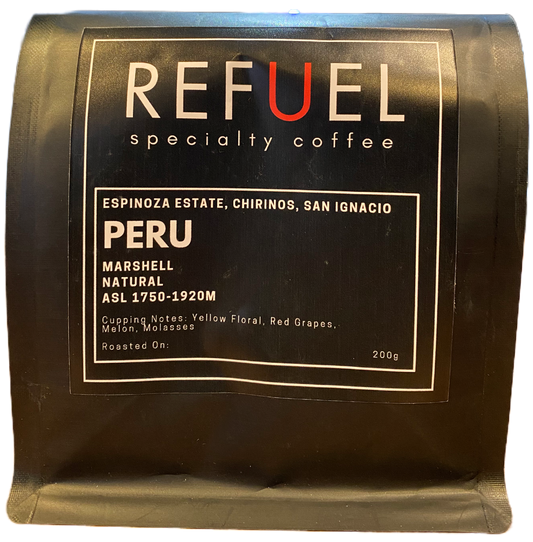 REFUEL
specialty coffee
ESPINOZA ESTATE, CHIRINOS, SAN IGNACIO
PERU
MARSHELL
NATURAL
ASL 1750-1920M
Cupping Notes: Yellow Floral, Red Grapes,
Melon, Molasses
Roasted On:
200g